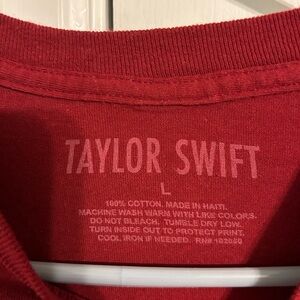 TAYLOR SWIFT
L
100% COTTON. MADE IN HAITI.
MACHINE WASH WARM WITH LIKE COLORS.
DO NOT BLEACH. TUMBLE DRY LOW.
TURN INSIDE OUT TO PROTECT PRINT.
COOL IRON IF NEEDED. RN#